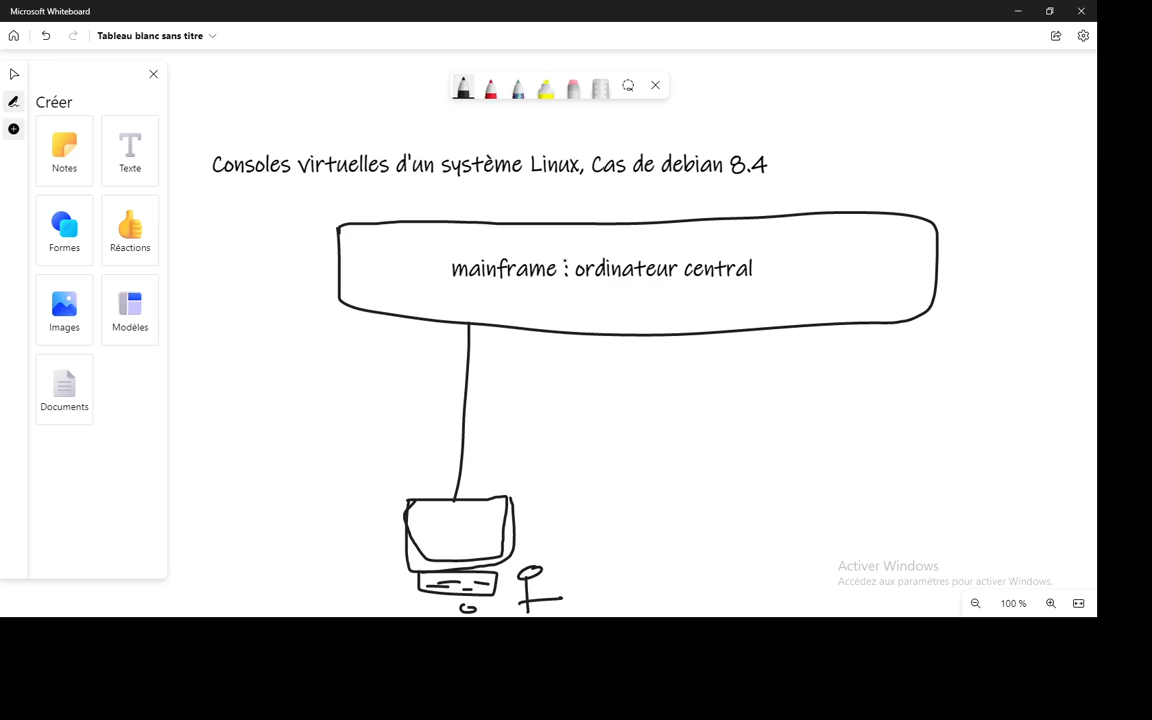 Microsoft Whiteboard
Tableau blanc sans titre
Créer
Notes
Texte
Formes
Réactions
Images
Modèles
Documents
Consoles virtuelles d'un système Linux, Cas de debian 8.4
mainframe : ordinateur central
Activer Windows
Accédez aux paramètres pour activer Windows.
100 %